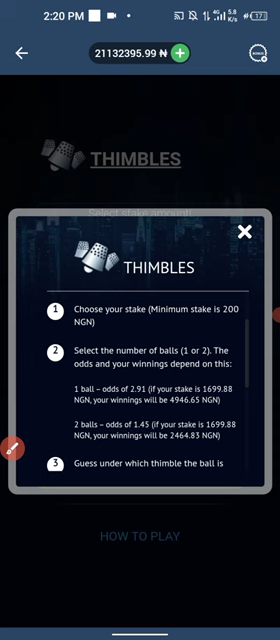 2:20 PM
4G
5.8
K/s
17
21132395.99 ₦
BONUS
THIMBLES
Select stake amount!
THIMBLES
1 Choose your stake (Minimum stake is 200
NGN)
2 Select the number of balls (1 or 2). The
odds and your winnings depend on this:
1 ball – odds of 2.91 (if your stake is 1699.88
NGN, your winnings will be 4946.65 NGN)
2 balls – odds of 1.45 (if your stake is 1699.88
NGN, your winnings will be 2464.83 NGN)
3 Guess under which thimble the ball is
HOW TO PLAY